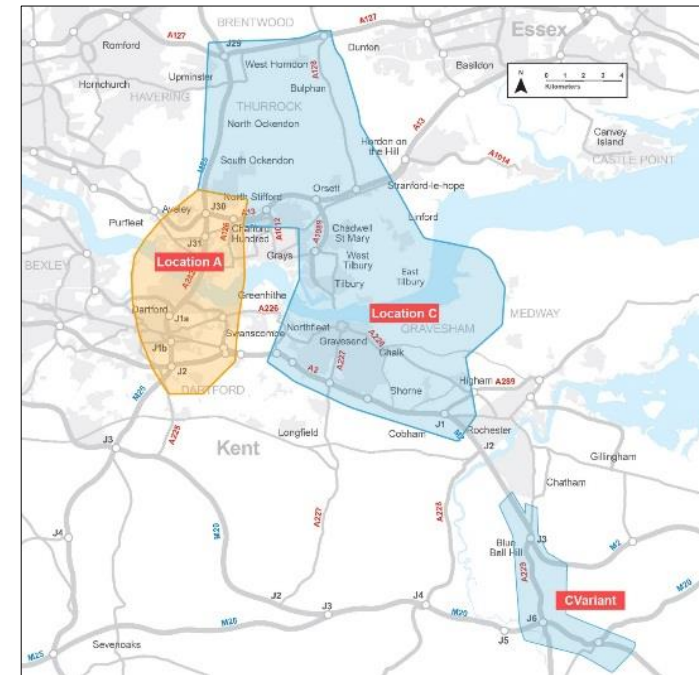 BRENTWOOD
Essex
A127
Romford
A127
J29
Dunton
Upminster
West Horndon
A128
Basildon
N
0 1 2 3 4
Kilometers
Hornchurch
HAVERING
Bulphan
THURROCK
Canvey
Island
North Ockendon
Horndon on
the Hill
A13
CASTLE POINT
M25
South Ockendon
A1014
Stranford-le-hope
Orsett
North Stifford
Aveley
J30
A13
Linford
Purfleet
A126
Chafford
Hundred
A1012
A1089
Chadwell
St Mary
J31
Grays
West
Tilbury
BEXLEY
Location A
A282
East
Tilbury
Tilbury
Greenhithe
MEDWAY
Dartford
J1a
A226
Location C
Swanscombe
Northfleet
GRAVESHAM
Gravesend
A226
J1b
A227
Chalk
J2
A2
Higham
A289
DARTFORD
Shorne
M25
J1
Rochester
A225
Longfield
Cobham
M2
J2
Kent
Gillingham
J3
Chatham
A227
A228
J4
M20
Blue
Bell Hill
J3
M2
A229
CVariant
J2
J3
J4
M20
J6
M20
M26
J5
Sevenoaks
M25